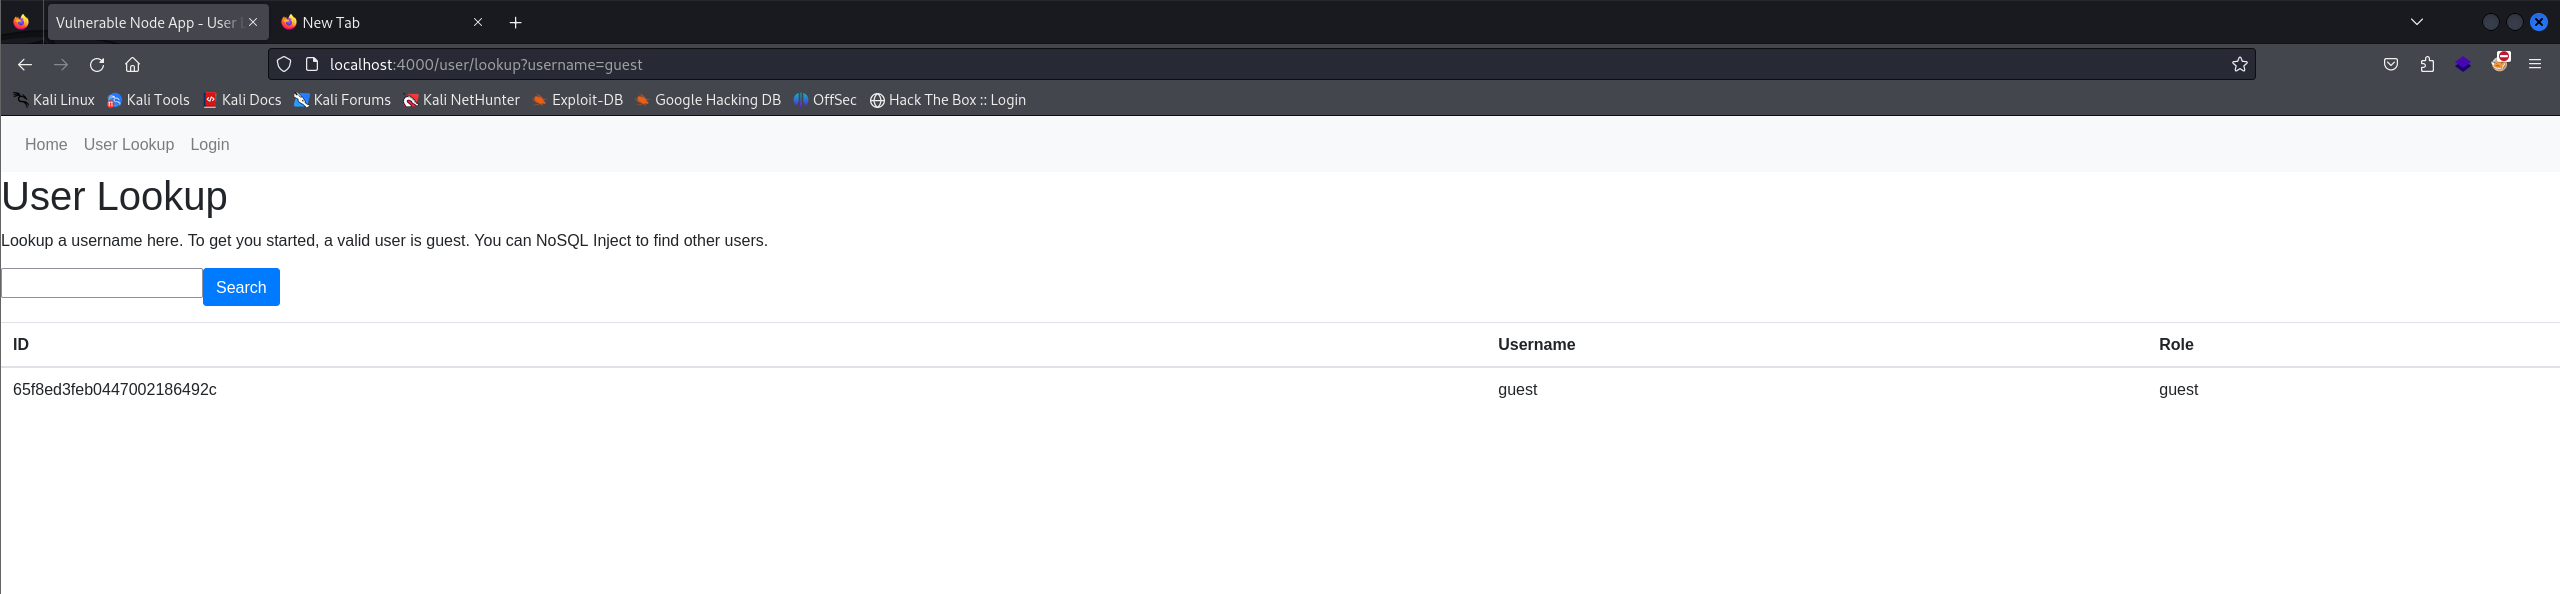 Vulnerable Node App - User
New Tab
localhost:4000/user/lookup?username=guest
Kali Linux Kali Tools Kali Docs Kali Forums Kali NetHunter Exploit-DB Google Hacking DB OffSec Hack The Box :: Login
Home User Lookup Login
User Lookup
Lookup a username here. To get you started, a valid user is guest. You can NoSQL Inject to find other users.
Search
ID Username Role
65f8ed3feb0447002186492c guest guest